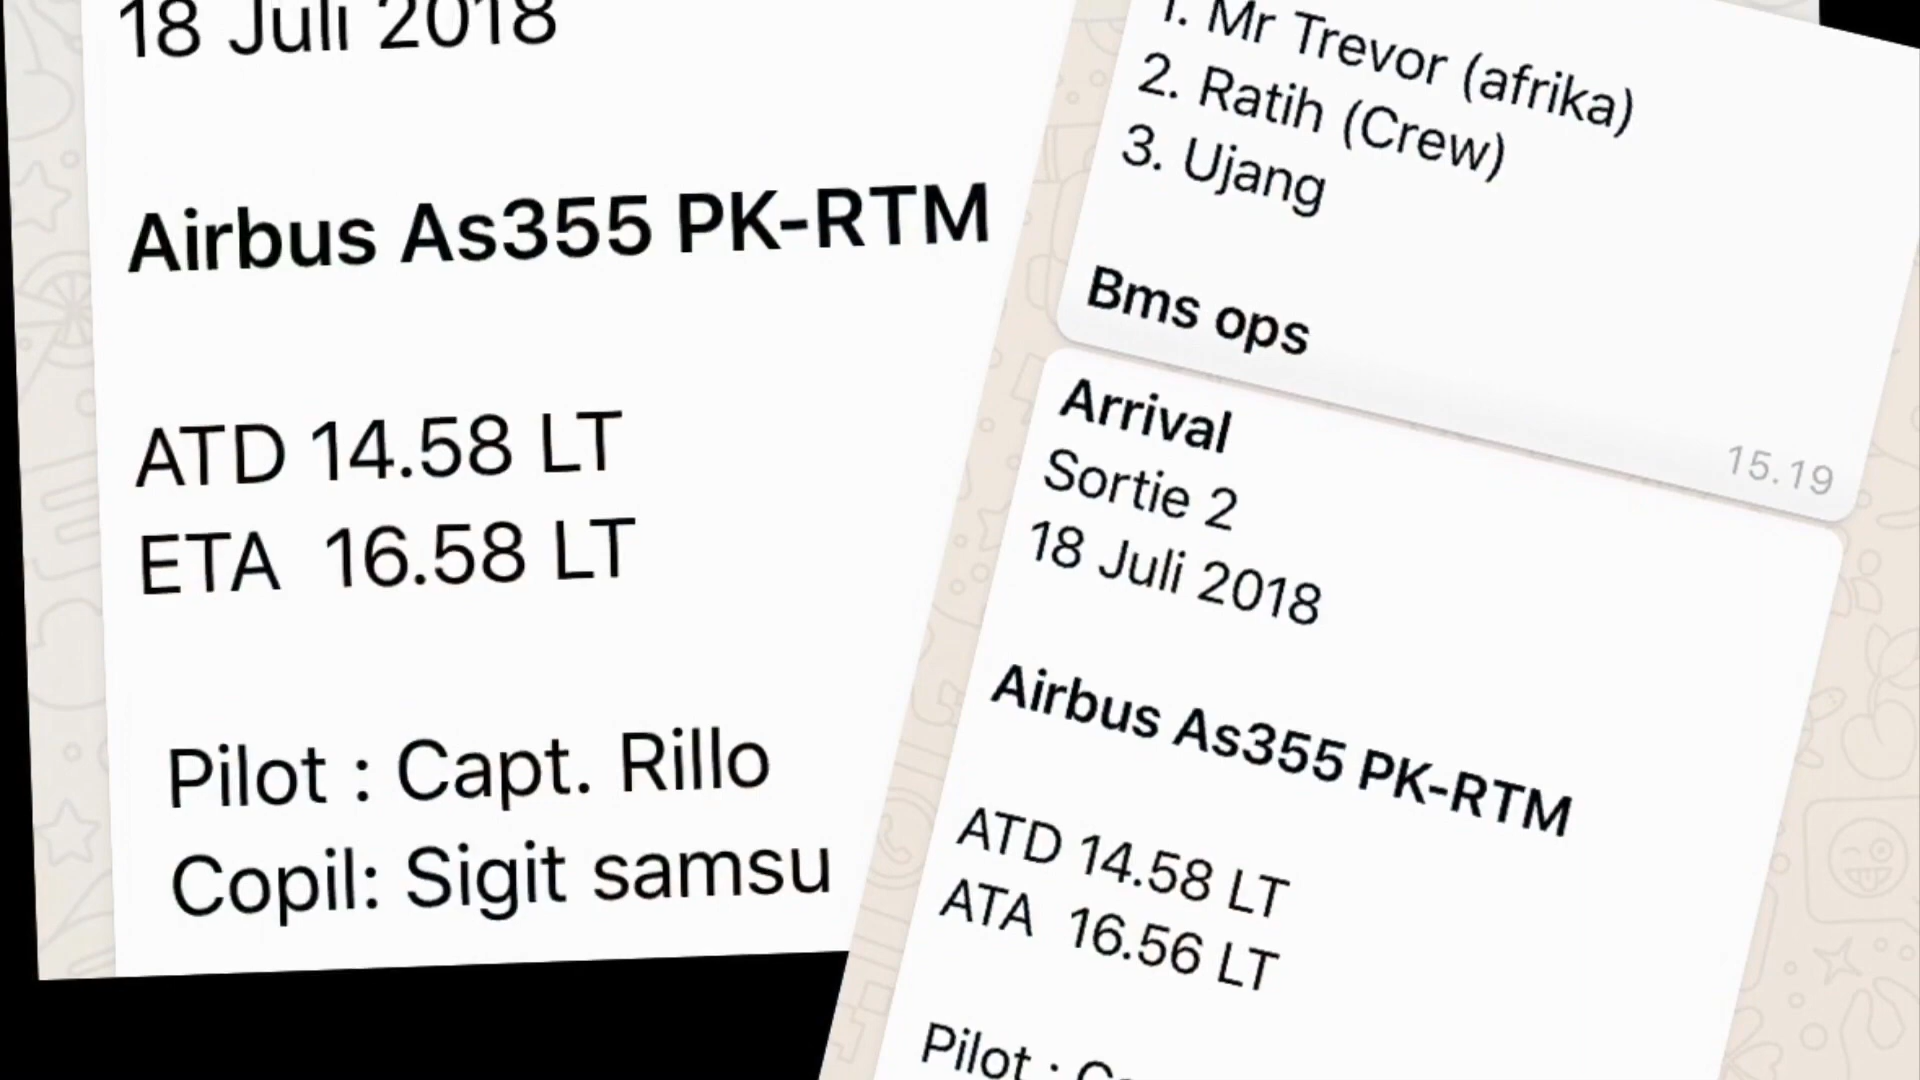 18 Juli 2018
Airbus As355 PK-RTM
ATD 14.58 LT
ETA 16.58 LT
Pilot : Capt. Rillo
Copil: Sigit samsu
1. Mr Trevor (afrika)
2. Ratih (Crew)
3. Ujang
Bms ops
15.19
Arrival
Sortie 2
18 Juli 2018
Airbus As355 PK-RTM
ATD 14.58 LT
ATA 16.56 LT
Pilot :